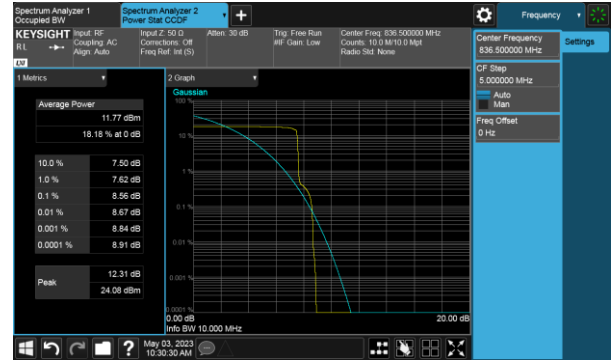 Spectrum Analyzer 1
Occupied BW
Spectrum Analyzer 2
Power Stat CCDF
Frequency
KEYSIGHT
RL
LXI
Input: RF
Coupling: AC
Align: Auto
Input Z: 50 Ω
Corrections: Off
Freq Ref: Int (S)
Atten: 30 dB
Trig: Free Run
#IF Gain: Low
Center Freq: 836.500000 MHz
Counts: 10.0 M/10.0 Mpt
Radio Std: None
Center Frequency
836.500000 MHz
Settings
CF Step
5.000000 MHz
Auto
Man
Freq Offset
0 Hz
1 Metrics
Average Power
11.77 dBm
18.18 % at 0 dB
10.0 % 7.50 dB
1.0 % 7.62 dB
0.1 % 8.56 dB
0.01 % 8.67 dB
0.001 % 8.84 dB
0.0001 % 8.91 dB
Peak
12.31 dB
24.08 dBm
2 Graph
Gaussian
100 %
10 %
1 %
0.1 %
0.01 %
0.001 %
0.0001 %
0.00 dB
20.00 dB
Info BW 10.000 MHz
?
May 03, 2023
10:30:30 AM